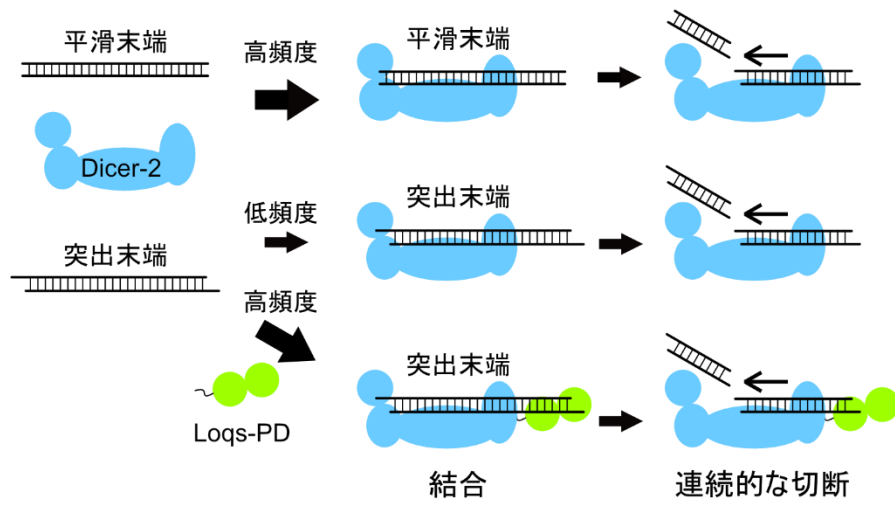 平滑末端
高頻度
平滑末端
Dicer-2
低頻度
突出末端
突出末端
高頻度
突出末端
Loqs-PD
結合
連続的な切断